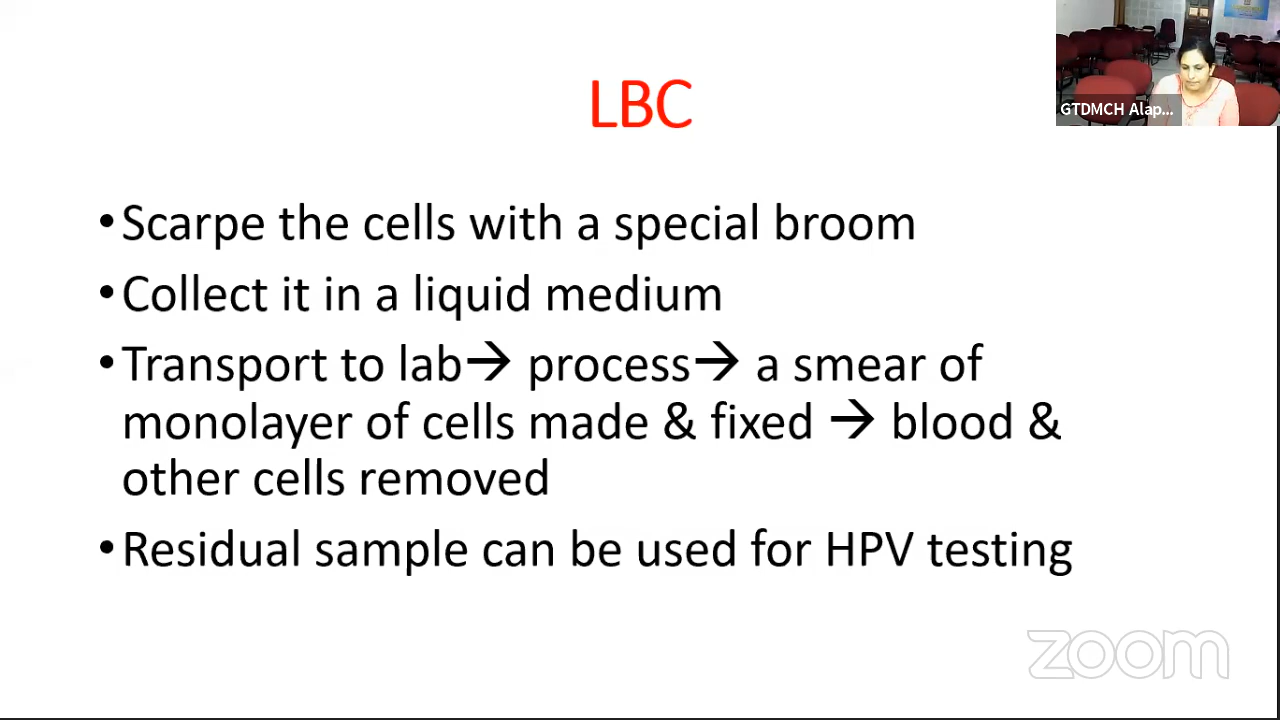 LBC
GTDMCH Alap...
•Scarpe the cells with a special broom
•Collect it in a liquid medium
•Transport to lab→ process→ a smear of
monolayer of cells made & fixed → blood &
other cells removed
•Residual sample can be used for HPV testing
zoom